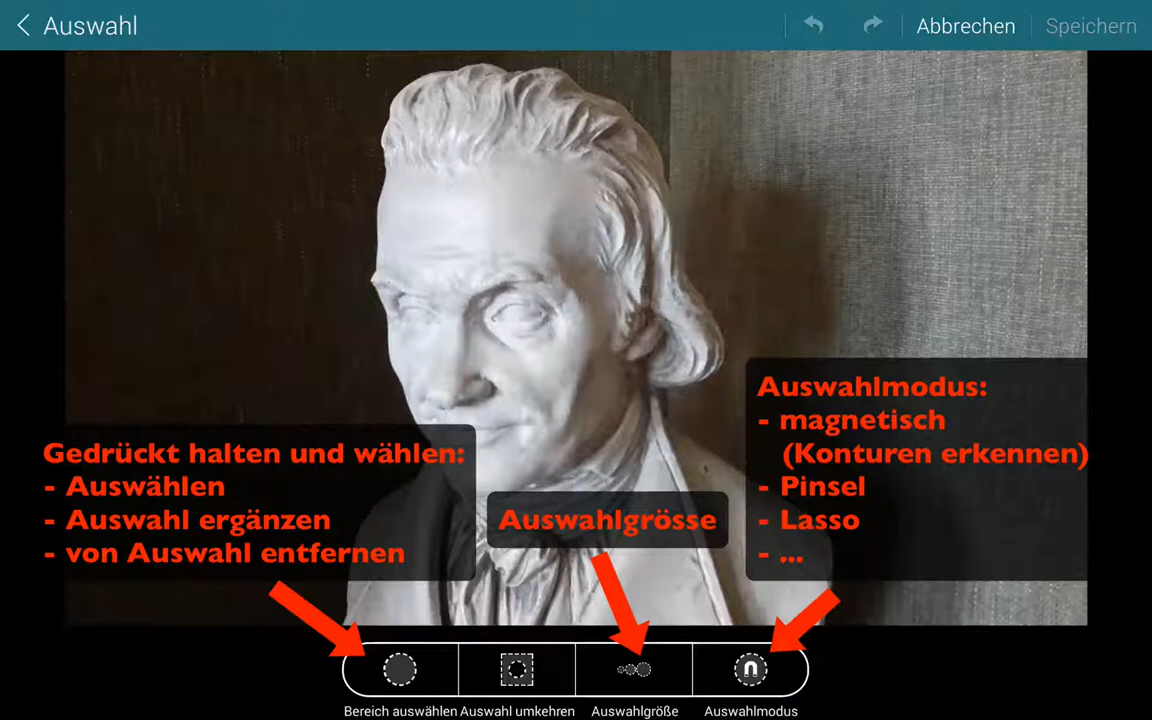 Auswahl
Abbrechen
Speichern
Auswahlmodus:
- magnetisch
(Konturen erkennen)
- Pinsel
- Lasso
- ...
Gedrückt halten und wählen:
- Auswählen
- Auswahl ergänzen
- von Auswahl entfernen
Auswahlgrösse
Bereich auswählen
Auswahl umkehren
Auswahlgröße
Auswahlmodus